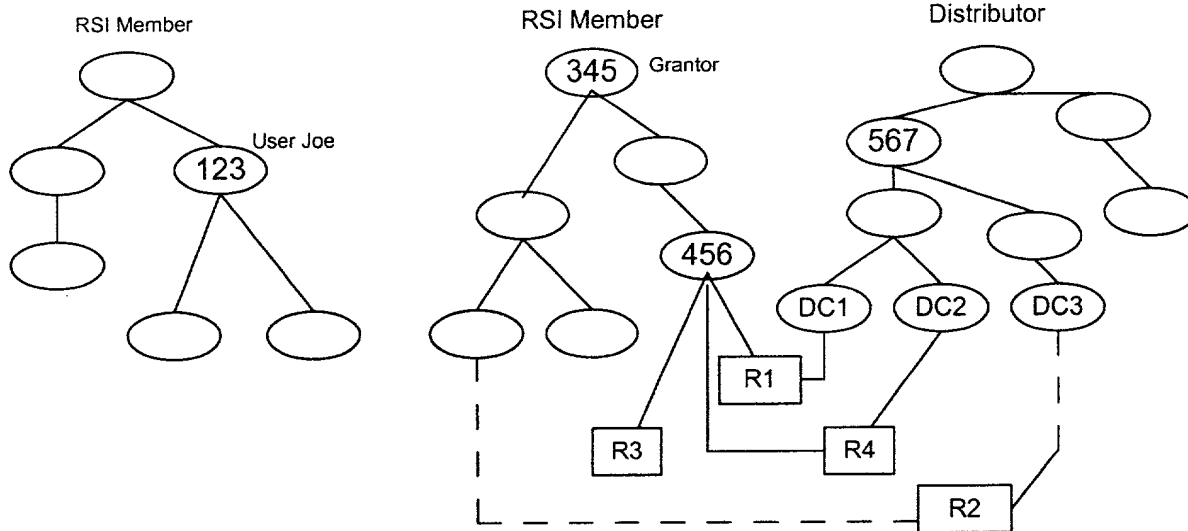 RSI Member
User Joe
123
RSI Member
345
Grantor
456
Distributor
567
DC1
DC2
DC3
R1
R3
R4
R2